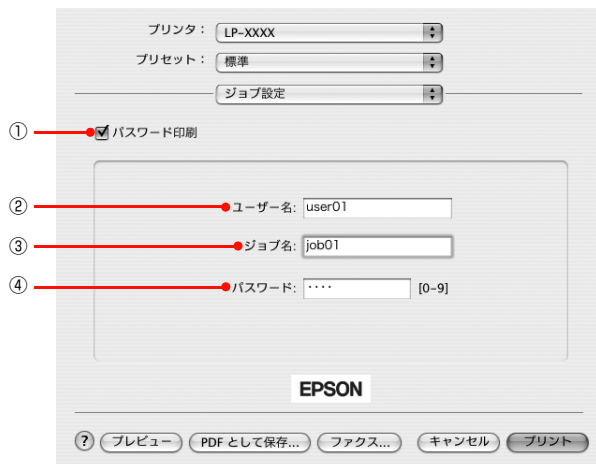 プリンタ： LP-XXXX
プリセット： 標準
ジョブ設定
① パスワード印刷
② ユーザー名: user01
③ ジョブ名: job01
④ パスワード: ···· [0-9]
EPSON
? プレビュー PDF として保存... ファクス... キャンセル プリント